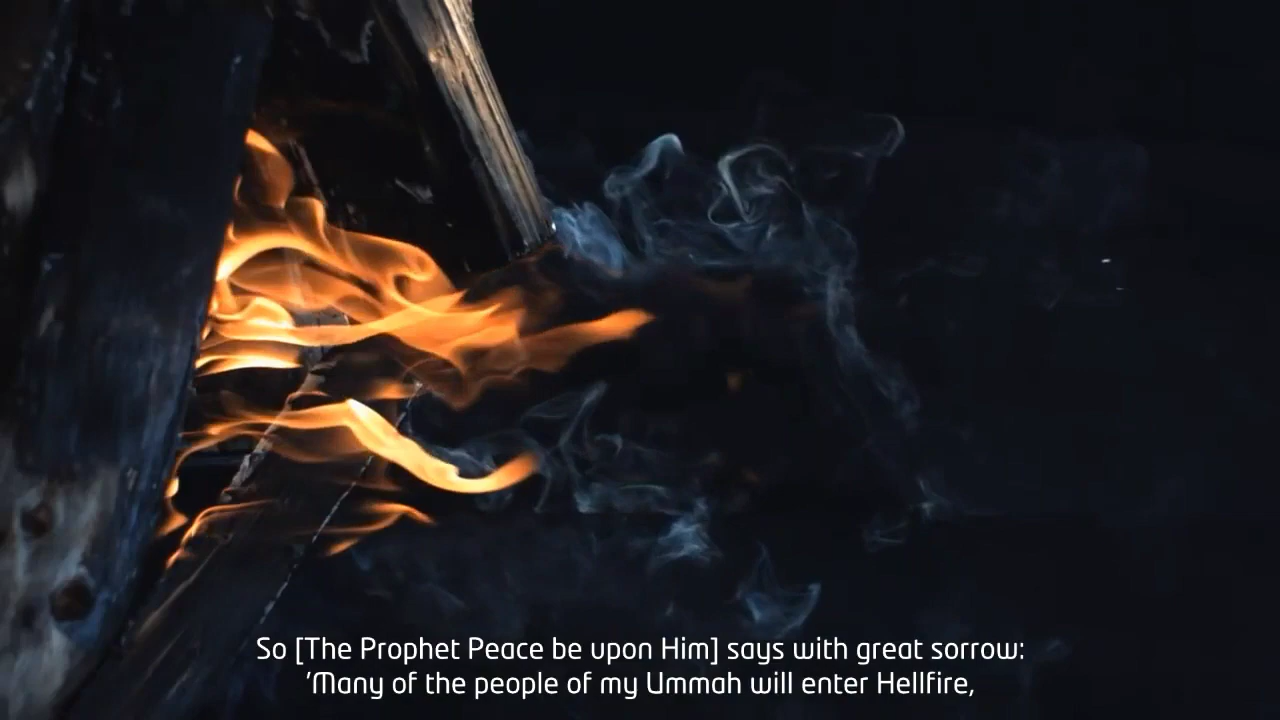 So [The Prophet Peace be upon Him] says with great sorrow:
'Many of the people of my Ummah will enter Hellfire,